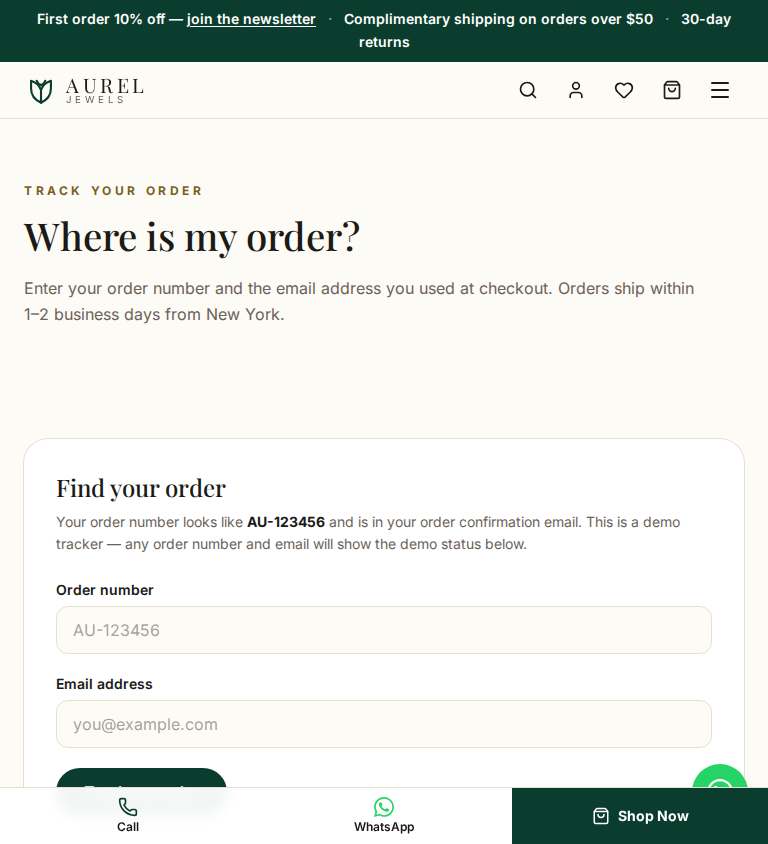 First order 10% off — join the newsletter · Complimentary shipping on orders over $50 · 30-day
returns
AUREL
JEWELS
TRACK YOUR ORDER
Where is my order?
Enter your order number and the email address you used at checkout. Orders ship within
1–2 business days from New York.
Find your order
Your order number looks like AU-123456 and is in your order confirmation email. This is a demo
tracker — any order number and email will show the demo status below.
Order number
AU-123456
Email address
you@example.com
Call
WhatsApp
Shop Now